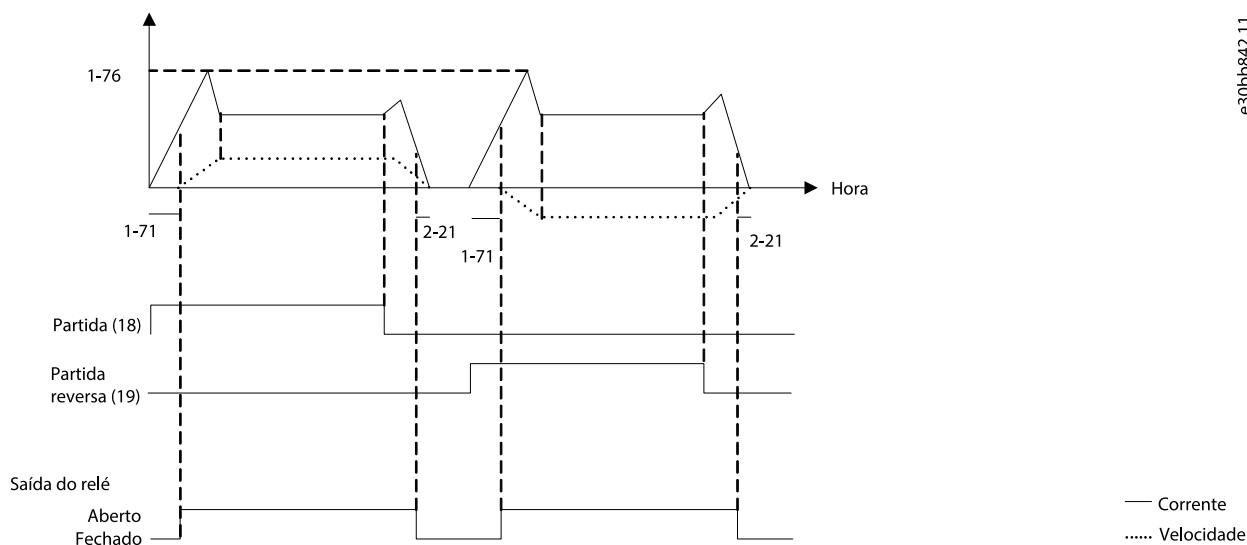 e30bb842.11
1-76
Hora
1-71
2-21
1-71
2-21
Partida (18)
Partida
reversa (19)
Saída do relé
Aberto
Fechado
Corrente
Velocidade